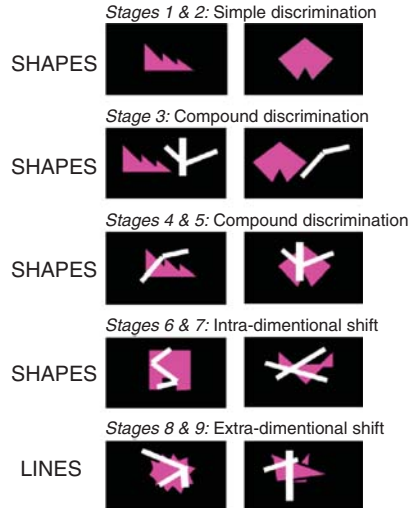 Stages 1 & 2: Simple discrimination
SHAPES
Stage 3: Compound discrimination
SHAPES
Stages 4 & 5: Compound discrimination
SHAPES
Stages 6 & 7: Intra-dimentional shift
SHAPES
Stages 8 & 9: Extra-dimentional shift
LINES